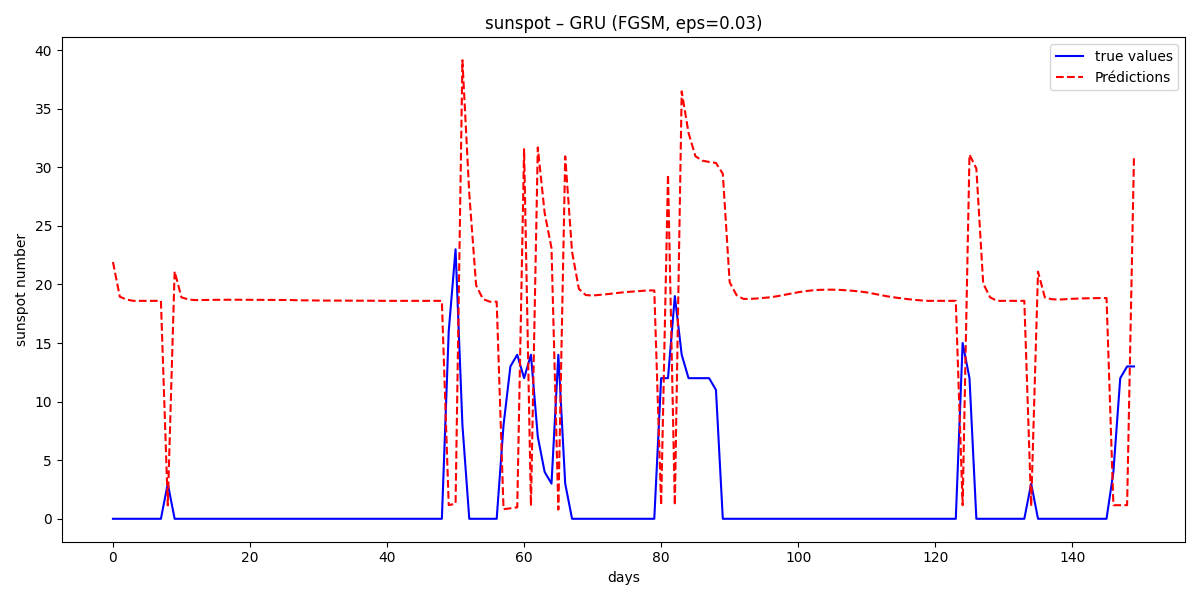 sunspot – GRU (FGSM, eps=0.03)
true values
Prédictions
sunspot number
40
35
30
25
20
15
10
5
0
0 20 40 60 80 100 120 140
days